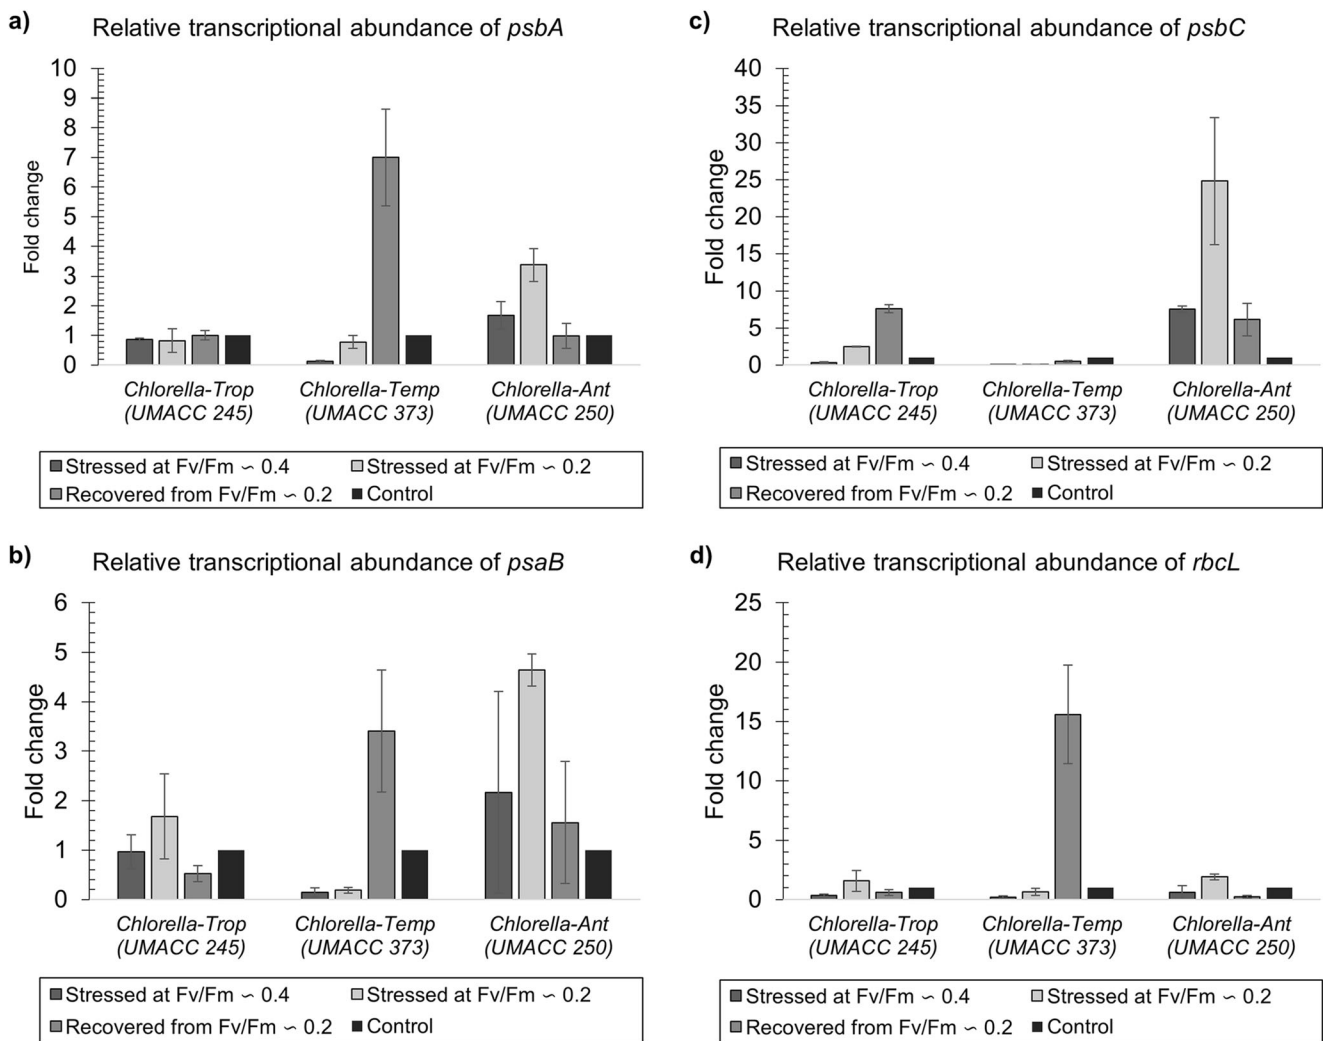 a) Relative transcriptional abundance of psbA
10
9
8
7
6
5
4
3
2
1
0
Fold change
Chlorella-Trop Chlorella-Temp Chlorella-Ant
(UMACC 245) (UMACC 373) (UMACC 250)
Stressed at Fv/Fm ∽ 0.4 Stressed at Fv/Fm ∽ 0.2
Recovered from Fv/Fm ∽ 0.2 Control
c) Relative transcriptional abundance of psbC
40
35
30
25
20
15
10
5
0
Fold change
Chlorella-Trop Chlorella-Temp Chlorella-Ant
(UMACC 245) (UMACC 373) (UMACC 250)
Stressed at Fv/Fm ∽ 0.4 Stressed at Fv/Fm ∽ 0.2
Recovered from Fv/Fm ∽ 0.2 Control
b) Relative transcriptional abundance of psaB
6
5
4
3
2
1
0
Fold change
Chlorella-Trop Chlorella-Temp Chlorella-Ant
(UMACC 245) (UMACC 373) (UMACC 250)
Stressed at Fv/Fm ∽ 0.4 Stressed at Fv/Fm ∽ 0.2
Recovered from Fv/Fm ∽ 0.2 Control
d) Relative transcriptional abundance of rbcL
25
20
15
10
5
0
Fold change
Chlorella-Trop Chlorella-Temp Chlorella-Ant
(UMACC 245) (UMACC 373) (UMACC 250)
Stressed at Fv/Fm ∽ 0.4 Stressed at Fv/Fm ∽ 0.2
Recovered from Fv/Fm ∽ 0.2 Control